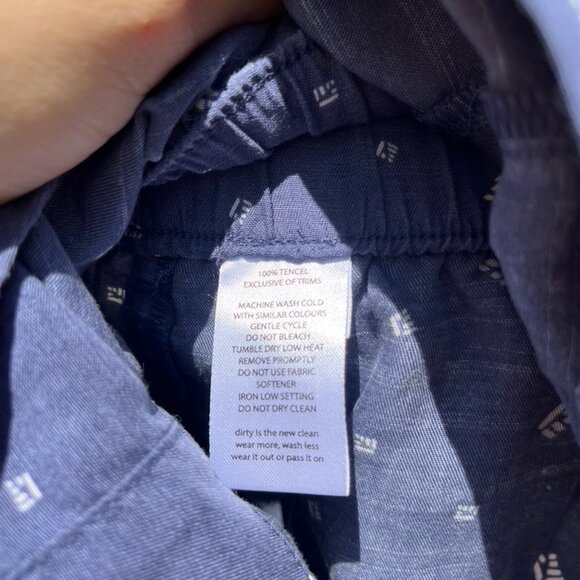 100% TENCEL
EXCLUSIVE OF TRIMS
MACHINE WASH COLD
WITH SIMILAR COLOURS
GENTLE CYCLE
DO NOT BLEACH
TUMBLE DRY LOW HEAT
REMOVE PROMPTLY
DO NOT USE FABRIC
SOFTENER
IRON LOW SETTING
DO NOT DRY CLEAN
dirty is the new clean
wear more, wash less
wear it out or pass it on